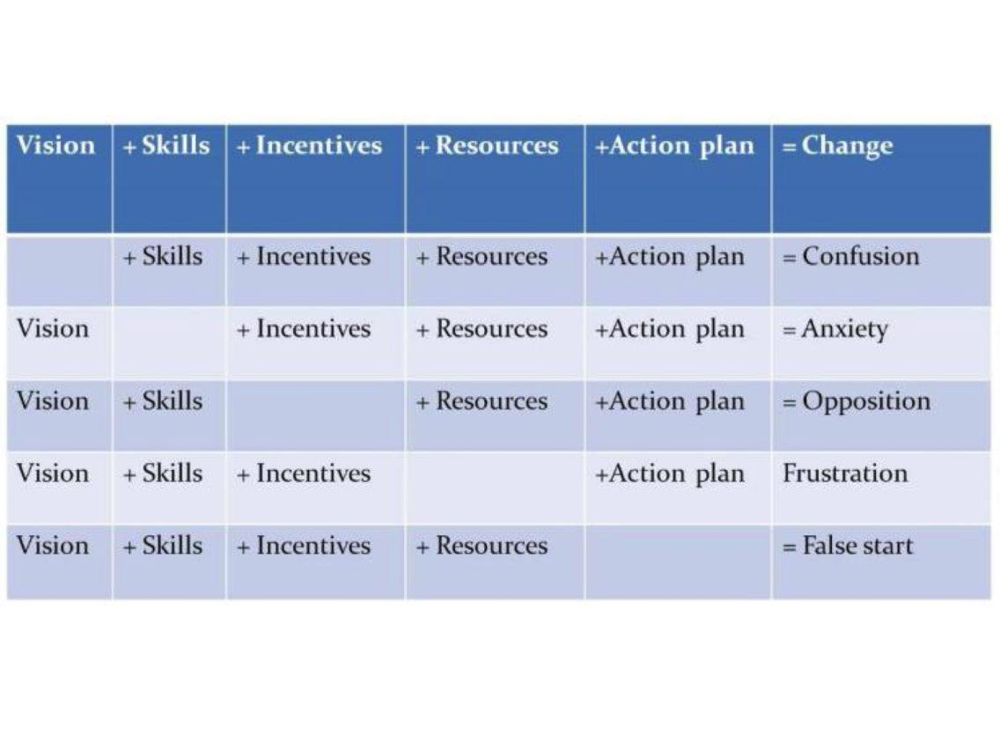 Vision + Skills + Incentives + Resources +Action plan = Change
+ Skills + Incentives + Resources +Action plan = Confusion
Vision + Incentives + Resources +Action plan = Anxiety
Vision + Skills + Resources +Action plan = Opposition
Vision + Skills + Incentives +Action plan Frustration
Vision + Skills + Incentives + Resources = False start